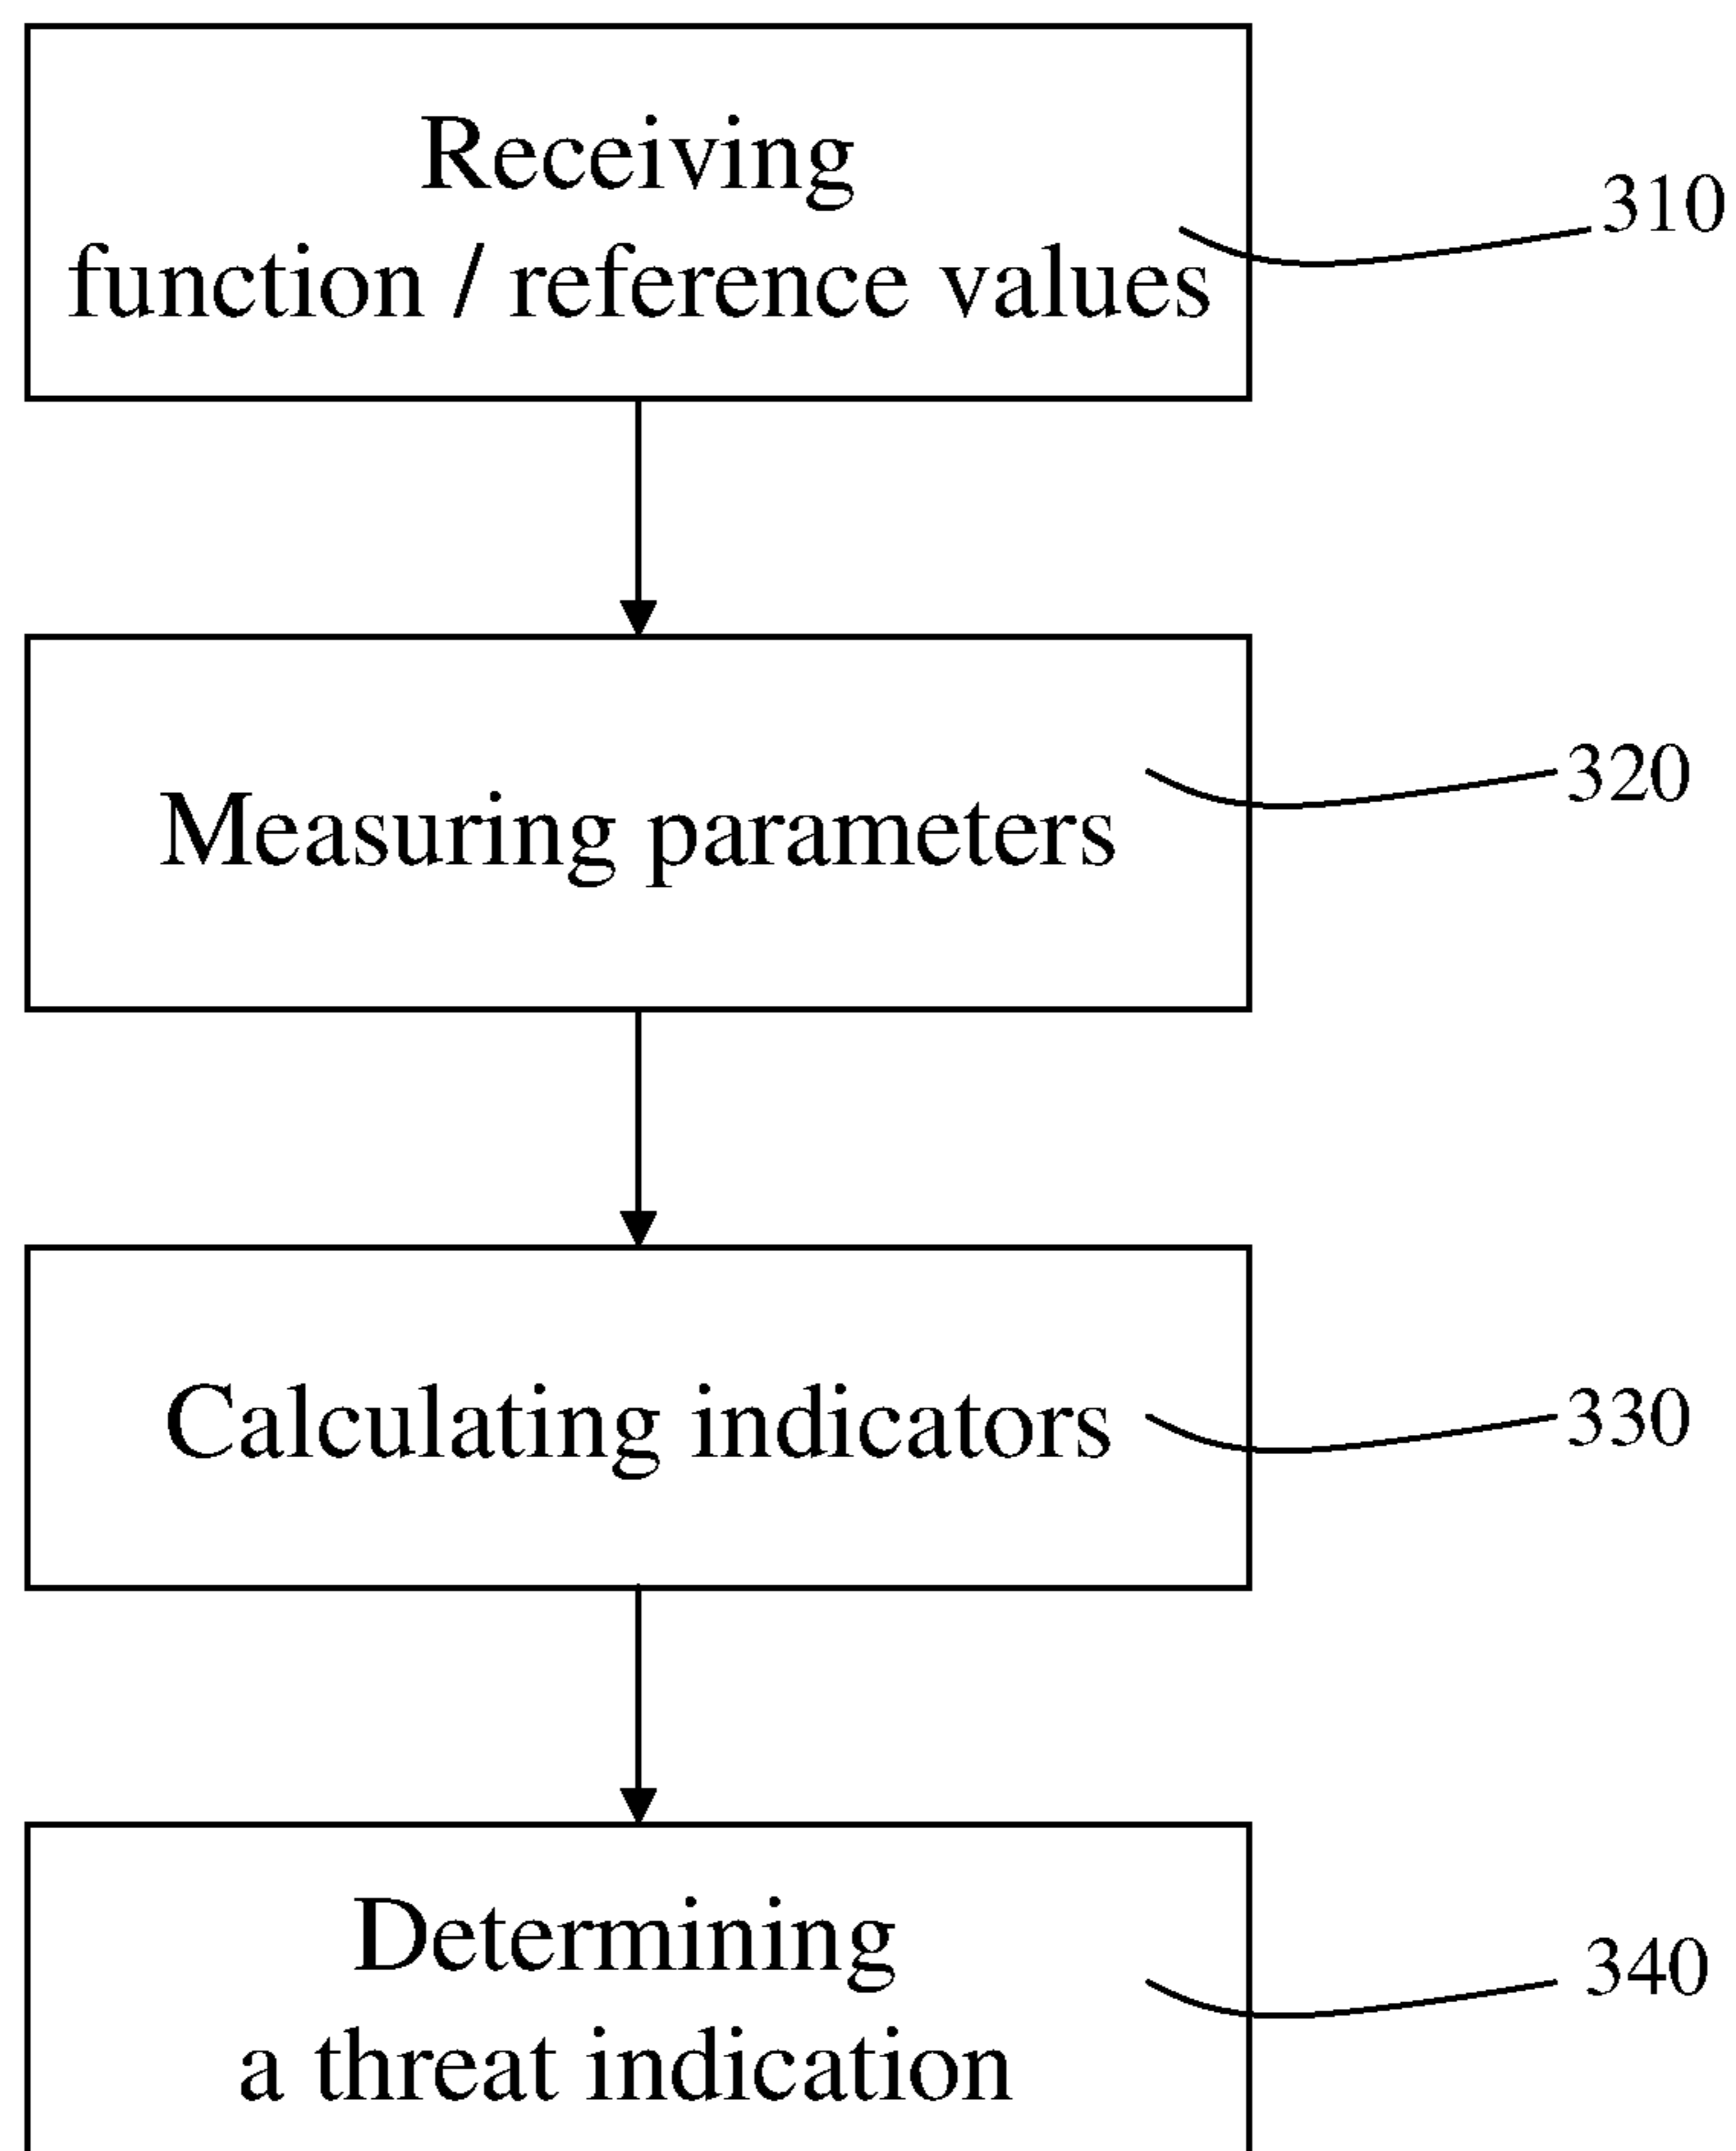 Receiving
function / reference values
310
Measuring parameters
320
Calculating indicators
330
Determining
a threat indication
340